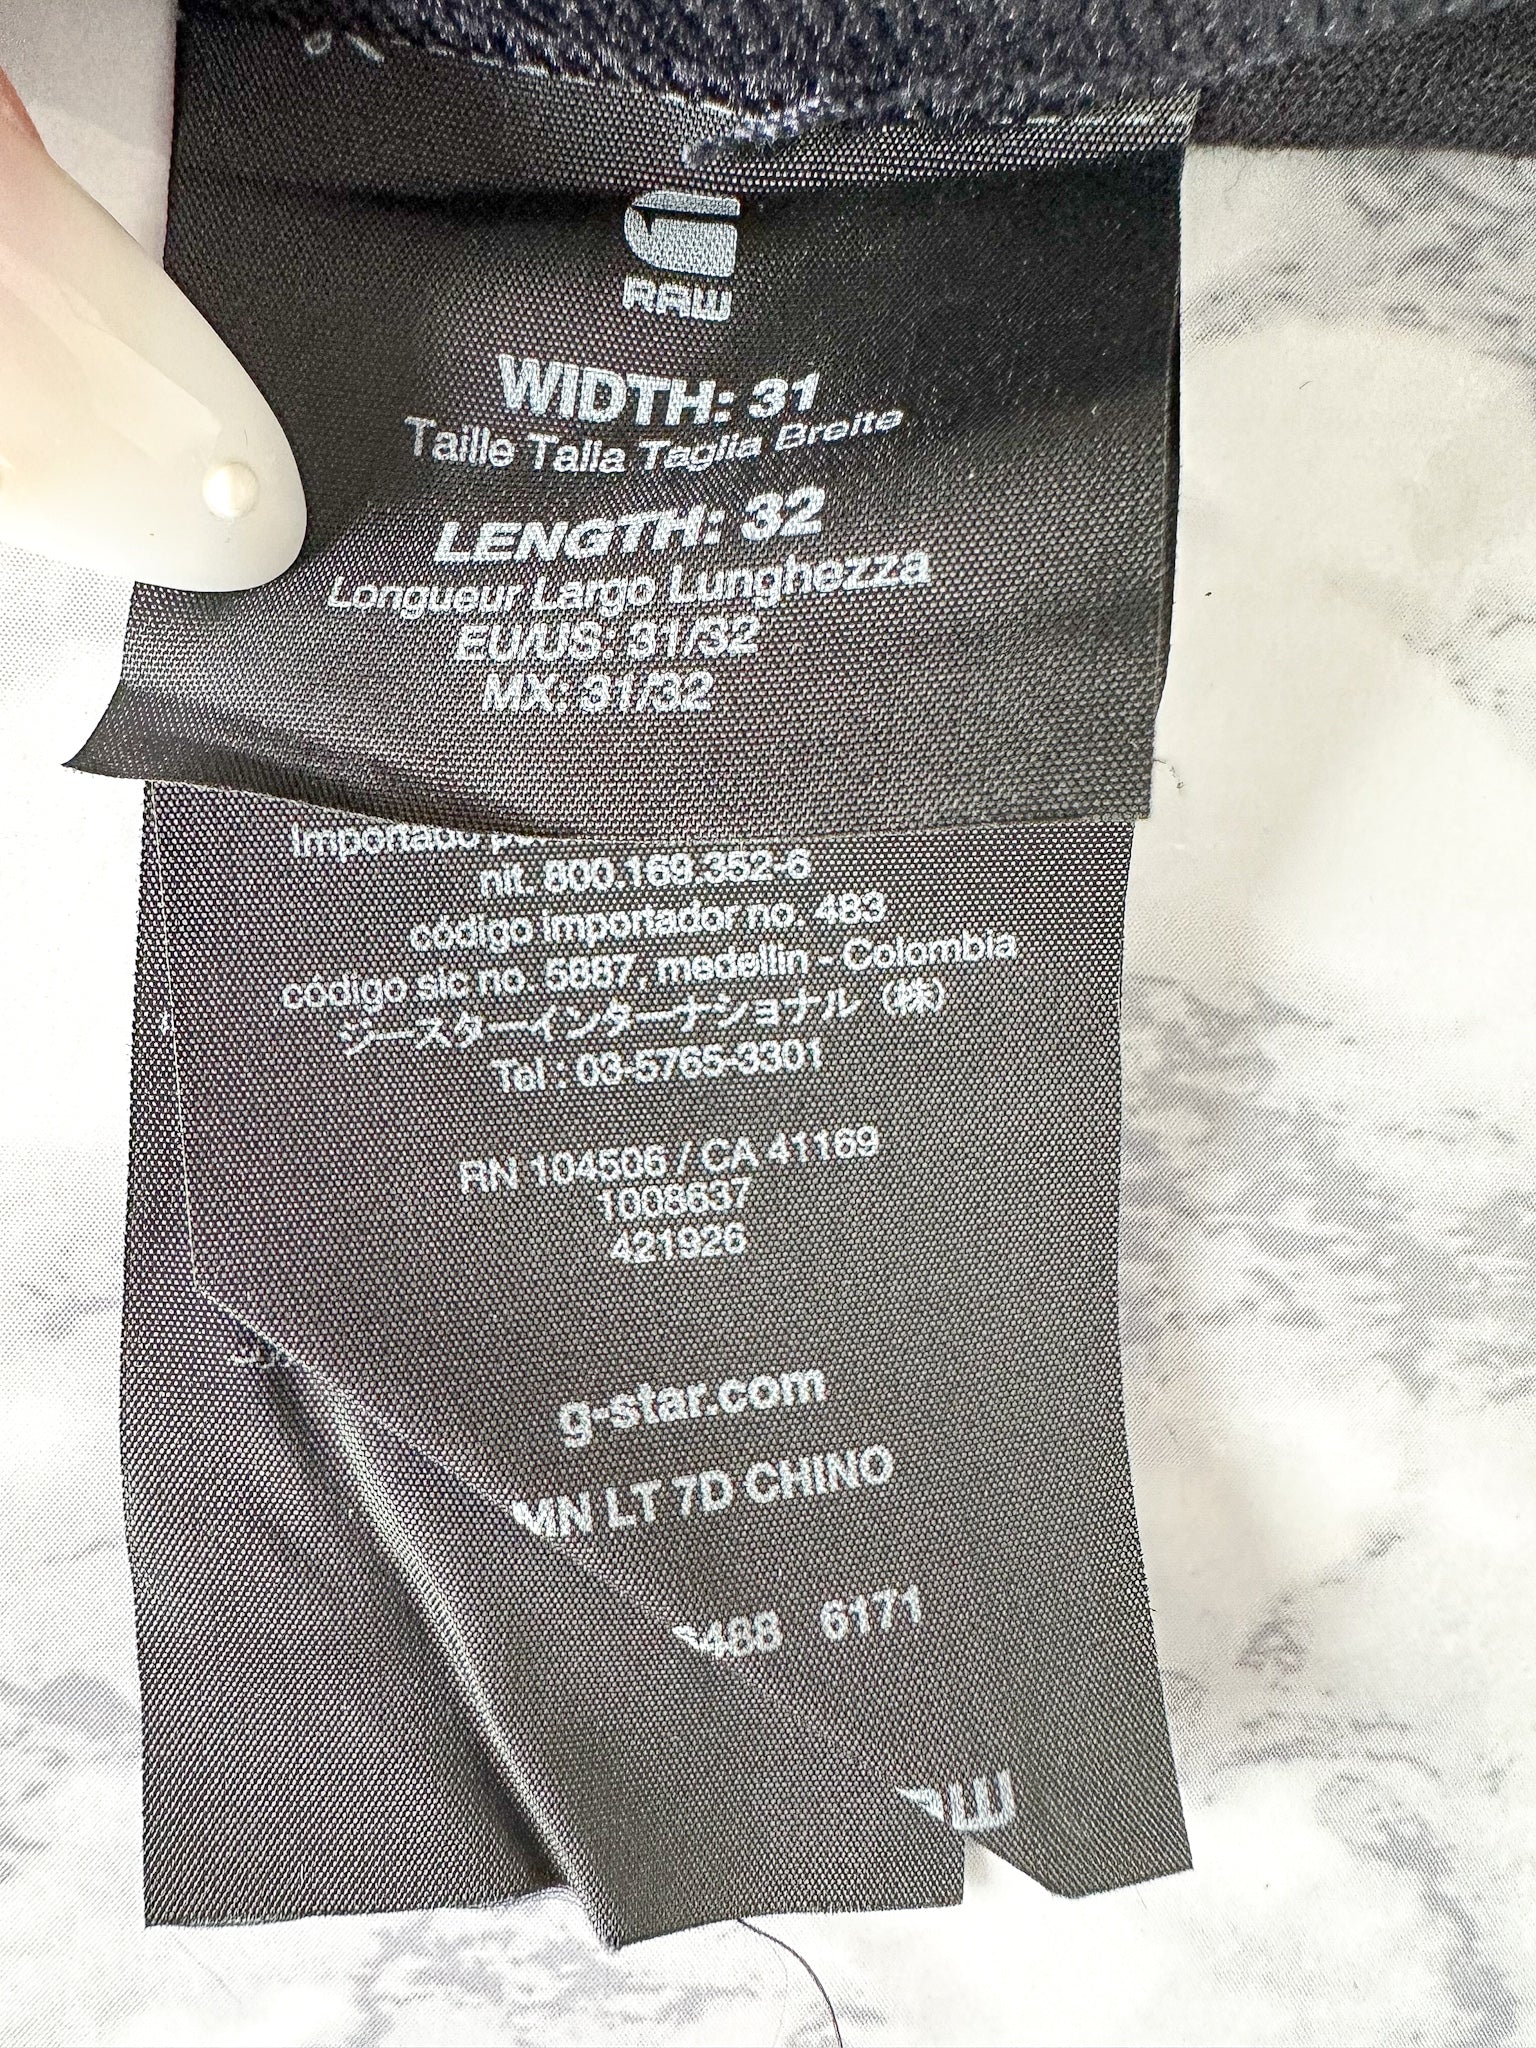 RAW
WIDTH: 31
Taille Talla Taglia Breite
LENGTH: 32
Longueur Largo Lunghezza
EU/US: 31/32
MX: 31/32
Importado
nit. 800.169.352-6
código importador no. 483
código sic no. 5887, medellin - Colombia
ジースターインターナショナル（株）
Tel : 03-5765-3301
RN 104506 / CA 41169
1008637
421926
g-star.com
MN LT 7D CHINO
488 6171